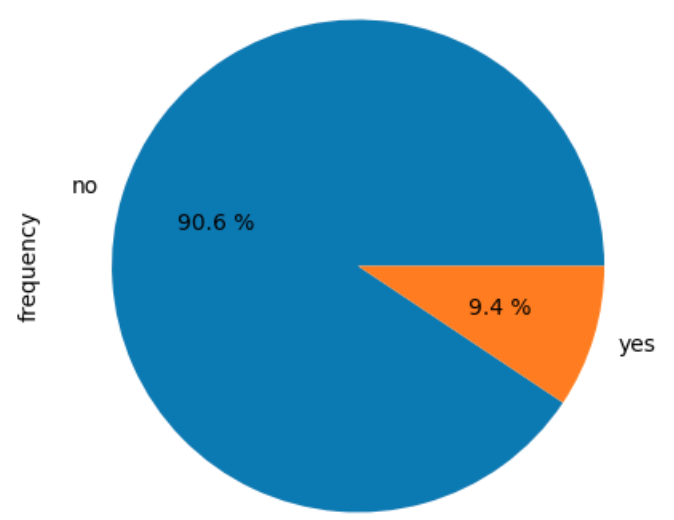 no
90.6 %
frequency
9.4 %
yes